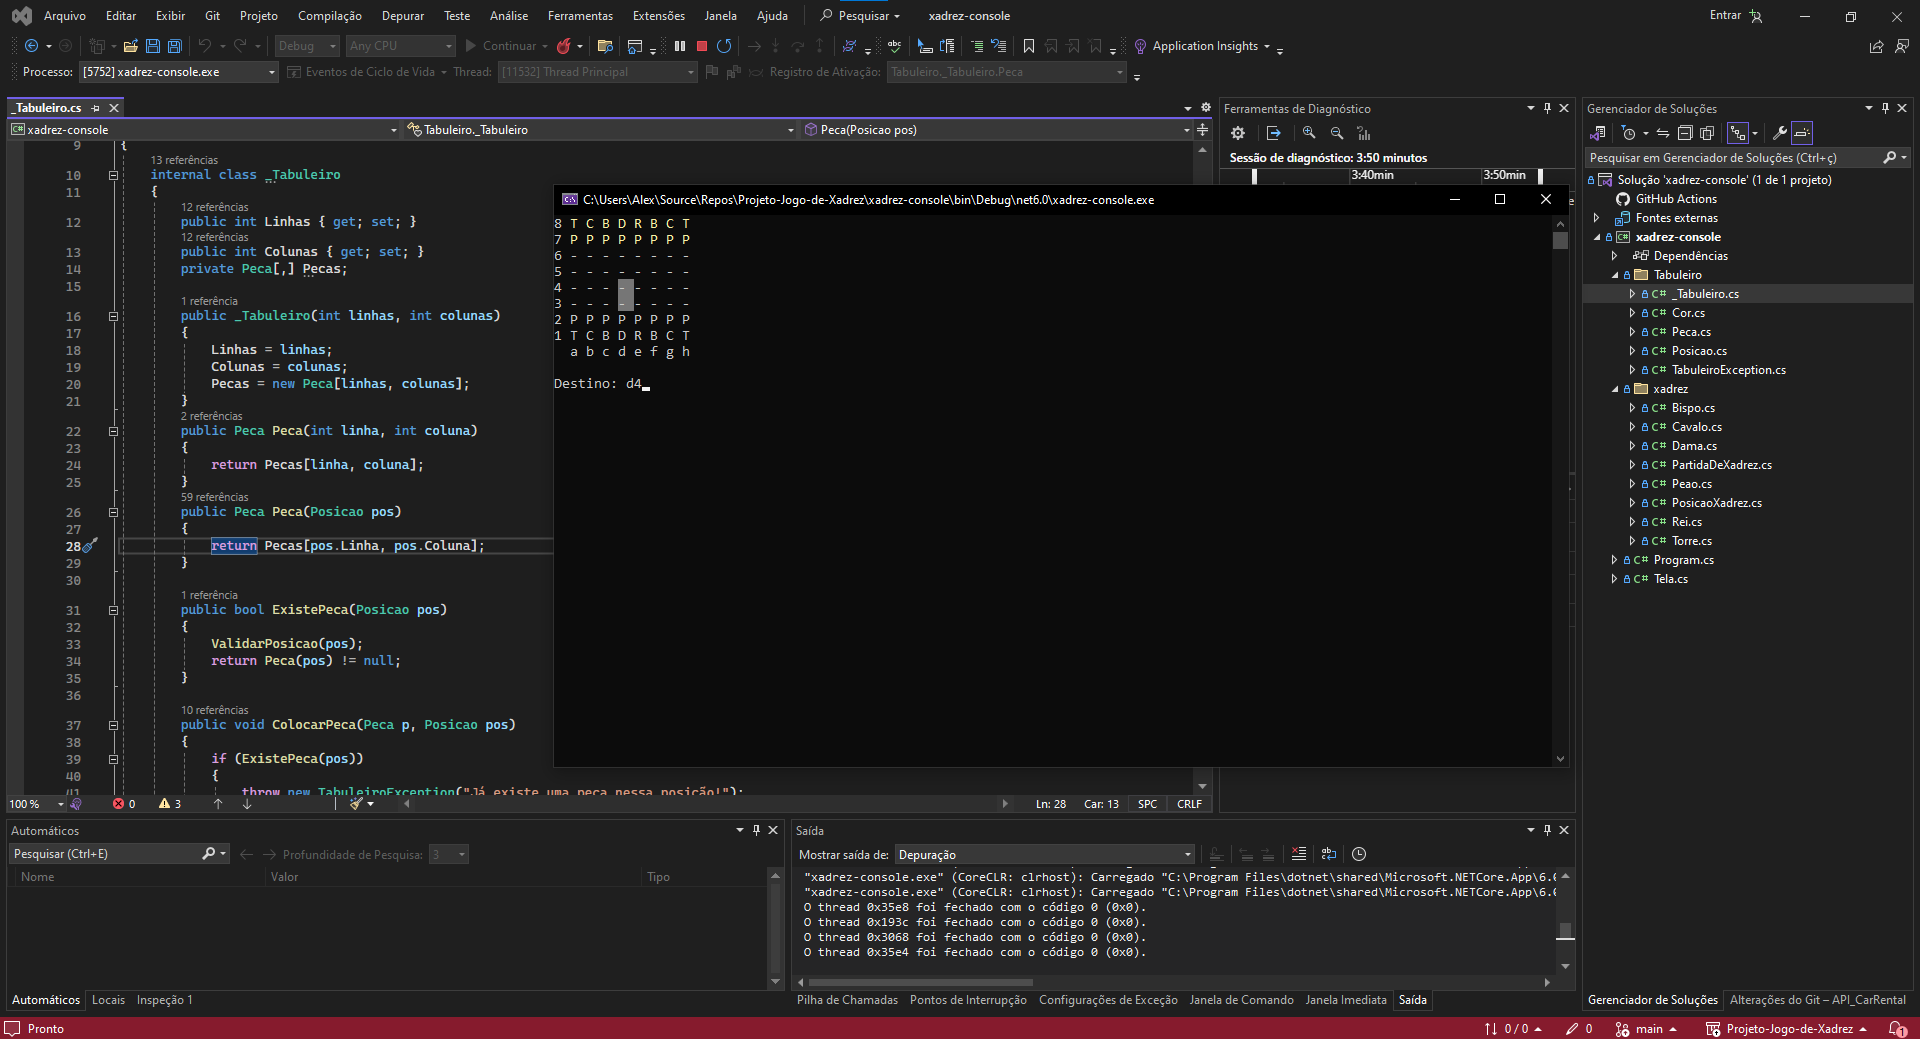 Arquivo Editar Exibir Git Projeto Compilação Depurar Teste Análise Ferramentas Extensões Janela Ajuda Pesquisar xadrez-console Entrar
Debug Any CPU Continuar Application Insights
Processo: [5752] xadrez-console.exe Eventos de Ciclo de Vida Thread: [11532] Thread Principal Registro de Ativação: Tabuleiro._Tabuleiro.Peca
_Tabuleiro.cs
xadrez-console Tabuleiro._Tabuleiro Peca(Posicao pos)
9 {
13 referências
10 internal class _Tabuleiro
11 {
12 referências
12 public int Linhas { get; set; }
12 referências
13 public int Colunas { get; set; }
14 private Peca[,] Pecas;
15
1 referência
16 public _Tabuleiro(int linhas, int colunas)
17 {
18 Linhas = linhas;
19 Colunas = colunas;
20 Pecas = new Peca[linhas, colunas];
21 }
2 referências
22 public Peca Peca(int linha, int coluna)
23 {
24 return Pecas[linha, coluna];
25 }
59 referências
26 public Peca Peca(Posicao pos)
27 {
28 return Pecas[pos.Linha, pos.Coluna];
29 }
30
1 referência
31 public bool ExistePeca(Posicao pos)
32 {
33 ValidarPosicao(pos);
34 return Peca(pos) != null;
35 }
36
10 referências
37 public void ColocarPeca(Peca p, Posicao pos)
38 {
39 if (ExistePeca(pos))
40 {
41 throw new TabuleiroException("Já existe uma peça nessa posição!");
100 % 0 3 Ln: 28 Car: 13 SPC CRLF
C:\Users\Alex\Source\Repos\Projeto-Jogo-de-Xadrez\xadrez-console\bin\Debug\net6.0\xadrez-console.exe
8 T C B D R B C T
7 P P P P P P P P
6 - - - - - - - -
5 - - - - - - - -
4 - - - - - - - -
3 - - - - - - - -
2 P P P P P P P P
1 T C B D R B C T
a b c d e f g h
Destino: d4
Ferramentas de Diagnóstico
Sessão de diagnóstico: 3:50 minutos
3:40min 3:50min
Gerenciador de Soluções
Pesquisar em Gerenciador de Soluções (Ctrl+ç)
Solução 'xadrez-console' (1 de 1 projeto)
GitHub Actions
Fontes externas
xadrez-console
Dependências
Tabuleiro
C# _Tabuleiro.cs
C# Cor.cs
C# Peca.cs
C# Posicao.cs
C# TabuleiroException.cs
xadrez
C# Bispo.cs
C# Cavalo.cs
C# Dama.cs
C# PartidaDeXadrez.cs
C# Peao.cs
C# PosicaoXadrez.cs
C# Rei.cs
C# Torre.cs
C# Program.cs
C# Tela.cs
Automáticos
Pesquisar (Ctrl+E) Profundidade de Pesquisa: 3
Nome Valor Tipo
Automáticos Locais Inspeção 1
Saída
Mostrar saída de: Depuração
"xadrez-console.exe" (CoreCLR: clrhost): Carregado "C:\Program Files\dotnet\shared\Microsoft.NETCore.App\6.0
"xadrez-console.exe" (CoreCLR: clrhost): Carregado "C:\Program Files\dotnet\shared\Microsoft.NETCore.App\6.0
O thread 0x35e8 foi fechado com o código 0 (0x0).
O thread 0x193c foi fechado com o código 0 (0x0).
O thread 0x3068 foi fechado com o código 0 (0x0).
O thread 0x35e4 foi fechado com o código 0 (0x0).
Pilha de Chamadas Pontos de Interrupção Configurações de Exceção Janela de Comando Janela Imediata Saída
Gerenciador de Soluções Alterações do Git – API_CarRental
Pronto 0 / 0 0 main Projeto-Jogo-de-Xadrez 1